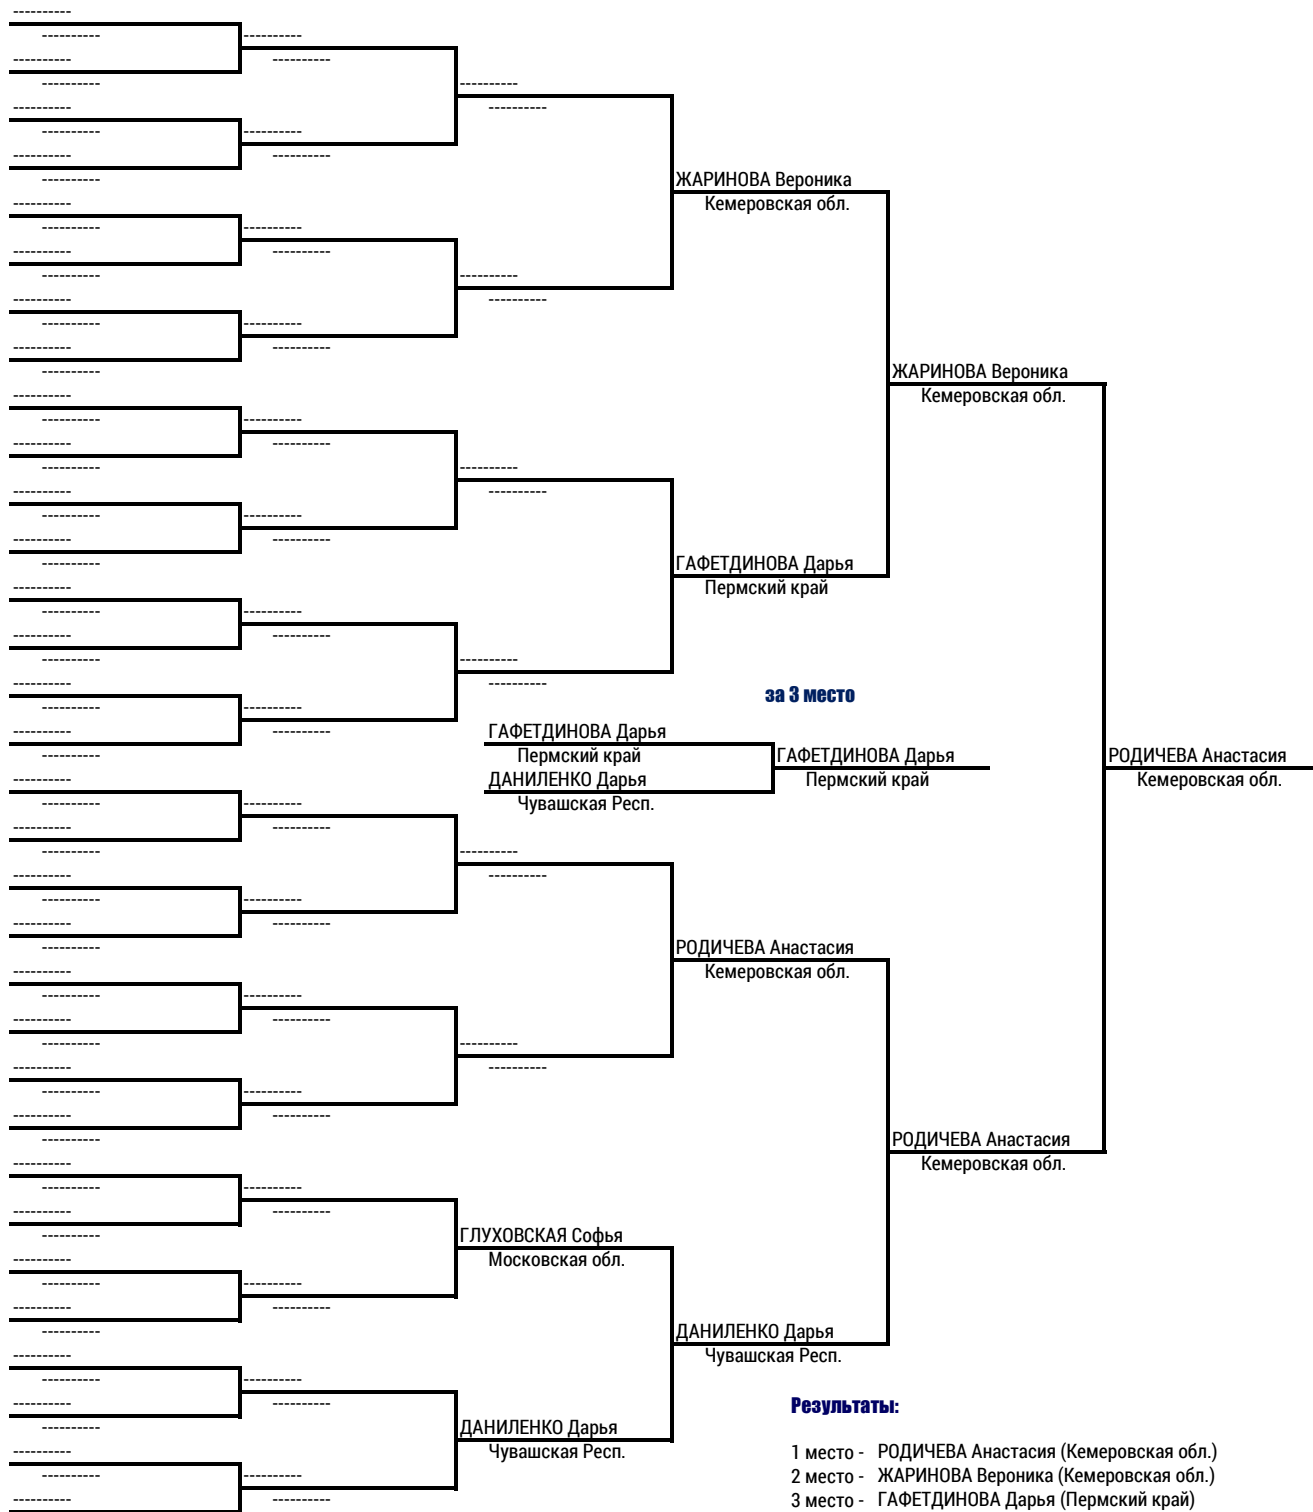 ЖАРИНОВА Вероника
Кемеровская обл.
ЖАРИНОВА Вероника
Кемеровская обл.
ГАФЕТДИНОВА Дарья
Пермский край
за 3 место
ГАФЕТДИНОВА Дарья
Пермский край
ДАНИЛЕНКО Дарья
Чувашская Респ.
ГАФЕТДИНОВА Дарья
Пермский край
РОДИЧЕВА Анастасия
Кемеровская обл.
РОДИЧЕВА Анастасия
Кемеровская обл.
РОДИЧЕВА Анастасия
Кемеровская обл.
ГЛУХОВСКАЯ Софья
Московская обл.
ДАНИЛЕНКО Дарья
Чувашская Респ.
ДАНИЛЕНКО Дарья
Чувашская Респ.
Результаты:
1 место - РОДИЧЕВА Анастасия (Кемеровская обл.)
2 место - ЖАРИНОВА Вероника (Кемеровская обл.)
3 место - ГАФЕТДИНОВА Дарья (Пермский край)